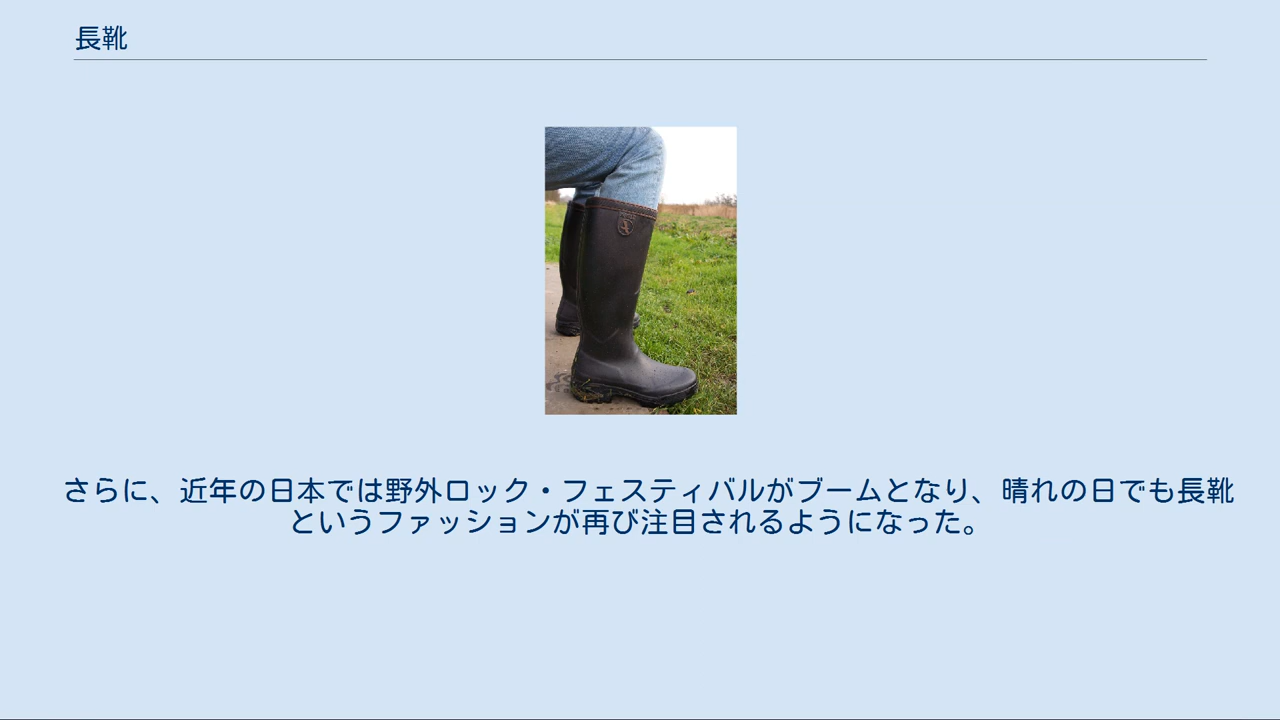 長靴
さらに、近年の日本では野外ロック・フェスティバルがブームとなり、晴れの日でも長靴
というファッションが再び注目されるようになった。